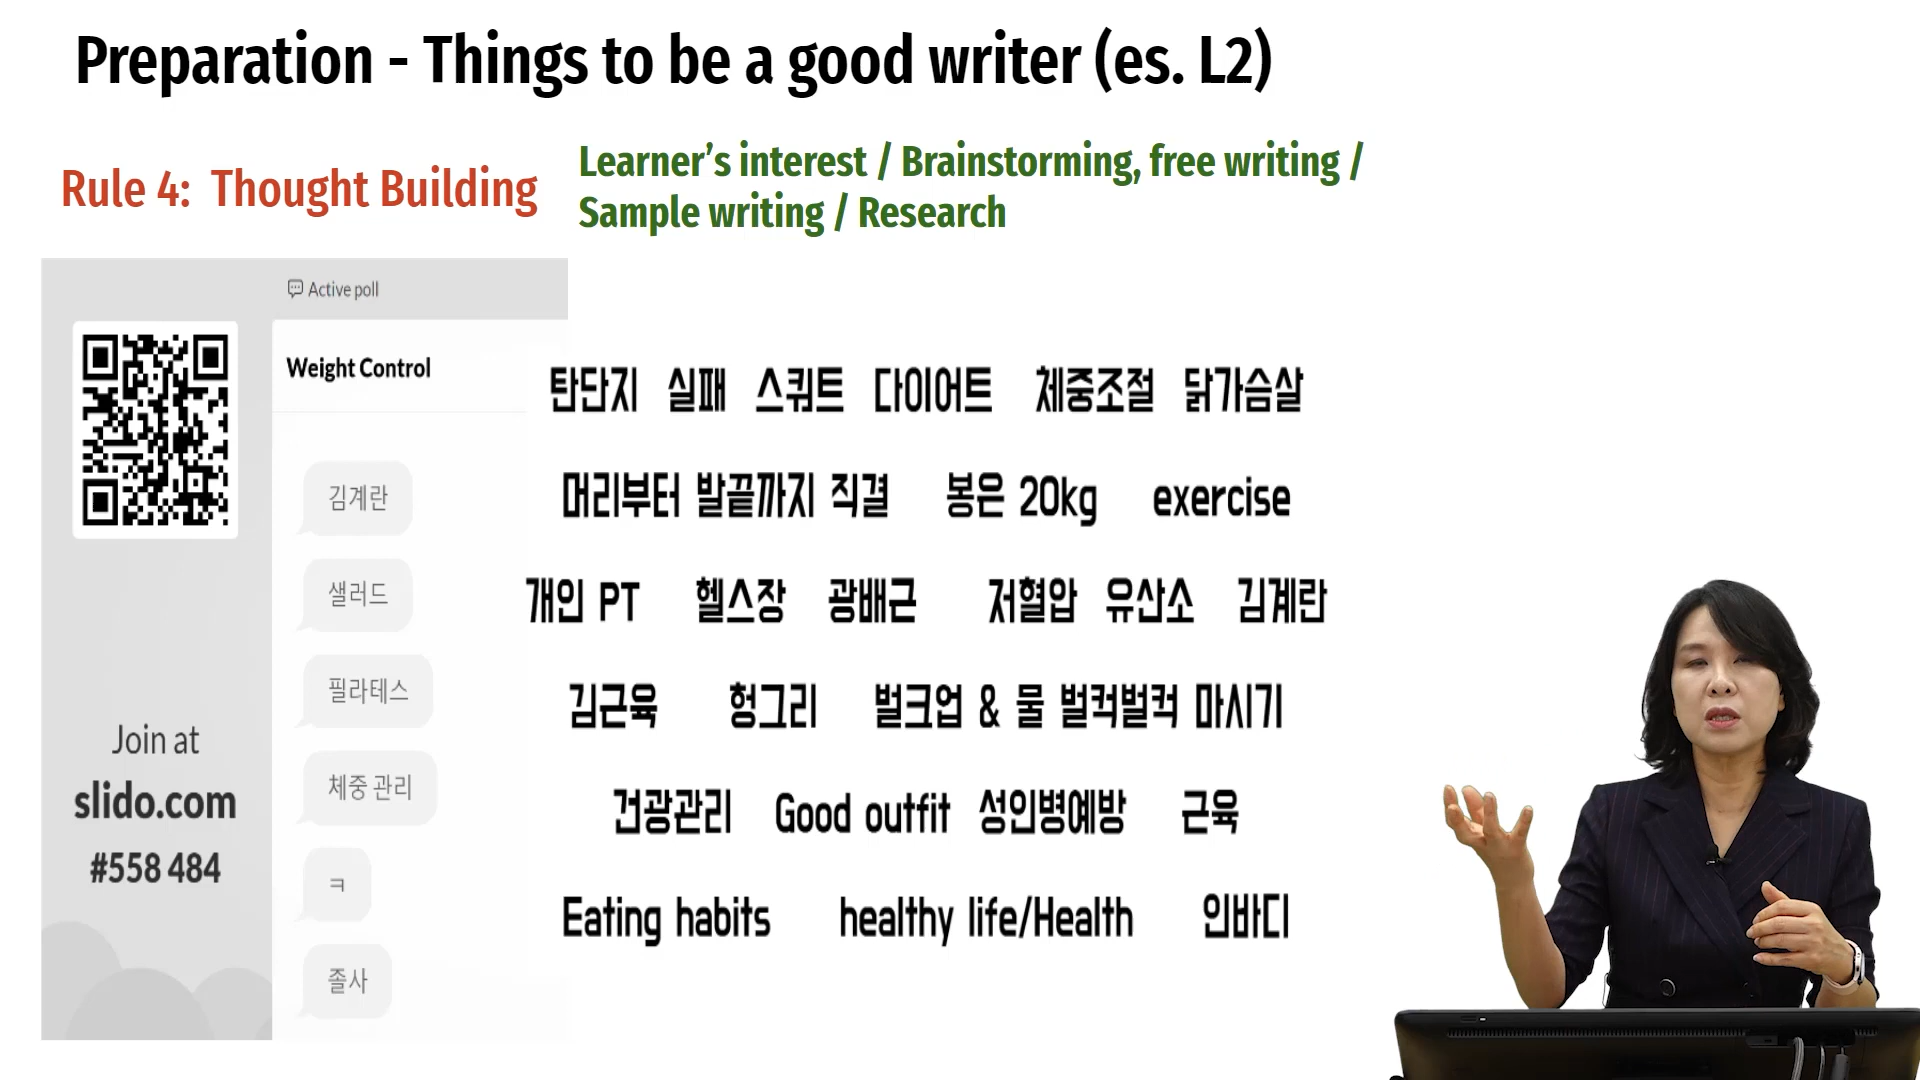 Preparation - Things to be a good writer (es. L2)
Rule 4: Thought Building
Learner's interest / Brainstorming, free writing /
Sample writing / Research
Active poll
Weight Control
김계란
샐러드
필라테스
체중 관리
ㅋ
졸사
Join at
slido.com
#558 484
탄단지 실패 스쿼트 다이어트 체중조절 닭가슴살
머리부터 발끝까지 직결 봉은 20kg exercise
개인 PT 헬스장 광배근 저혈압 유산소 김계란
김근육 헝그리 벌크업 & 물 벌컥벌컥 마시기
건광관리 Good outfit 성인병예방 근육
Eating habits healthy life/Health 인바디